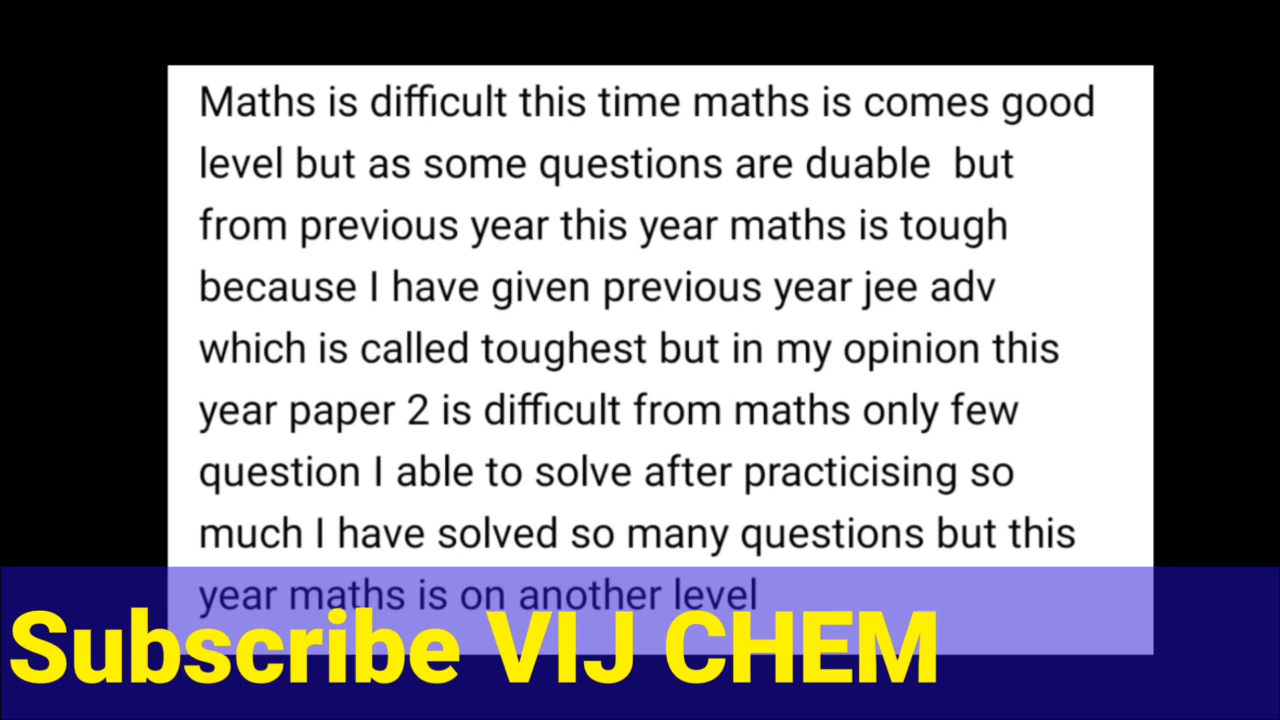 Maths is difficult this time maths is comes good
level but as some questions are duable but
from previous year this year maths is tough
because I have given previous year jee adv
which is called toughest but in my opinion this
year paper 2 is difficult from maths only few
question I able to solve after practicising so
much I have solved so many questions but this
year maths is on another level
Subscribe VIJ CHEM